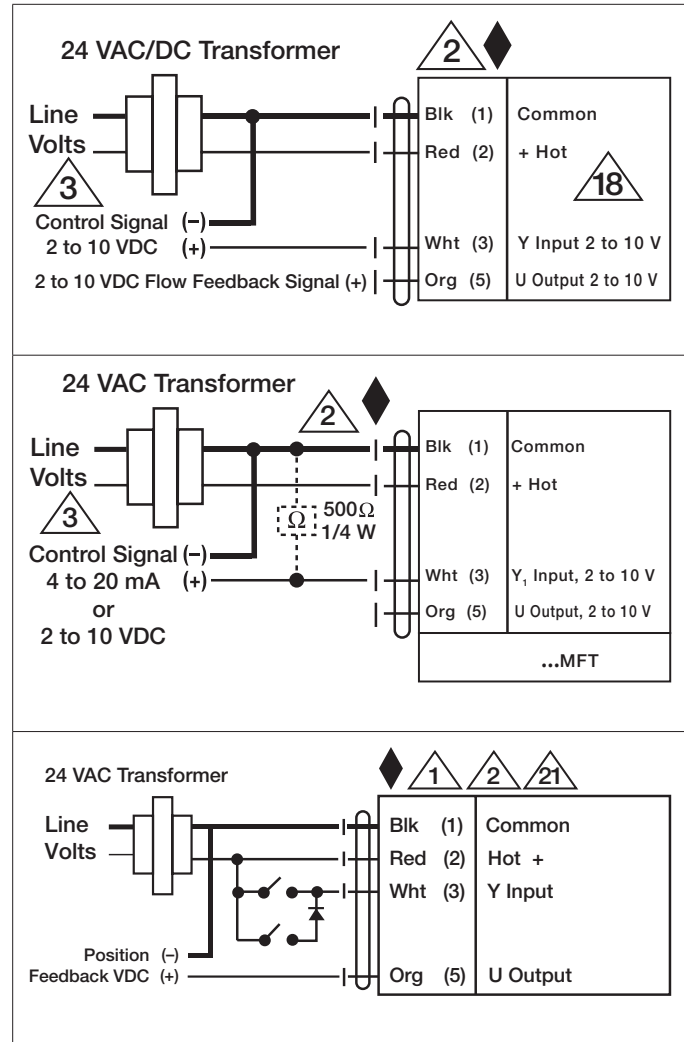 24 VAC/DC Transformer
2
Line
Volts
3
Control Signal (–)
2 to 10 VDC (+)
2 to 10 VDC Flow Feedback Signal (+)
Blk (1) Common
Red (2) + Hot
18
Wht (3) Y Input 2 to 10 V
Org (5) U Output 2 to 10 V
24 VAC Transformer
2
Line
Volts
3
Ω 500Ω
1/4 W
Control Signal (–)
4 to 20 mA (+)
or
2 to 10 VDC
Blk (1) Common
Red (2) + Hot
Wht (3) Y₁ Input, 2 to 10 V
Org (5) U Output, 2 to 10 V
...MFT
24 VAC Transformer
1 2 21
Line
Volts
Position (–)
Feedback VDC (+)
Blk (1) Common
Red (2) Hot +
Wht (3) Y Input
Org (5) U Output